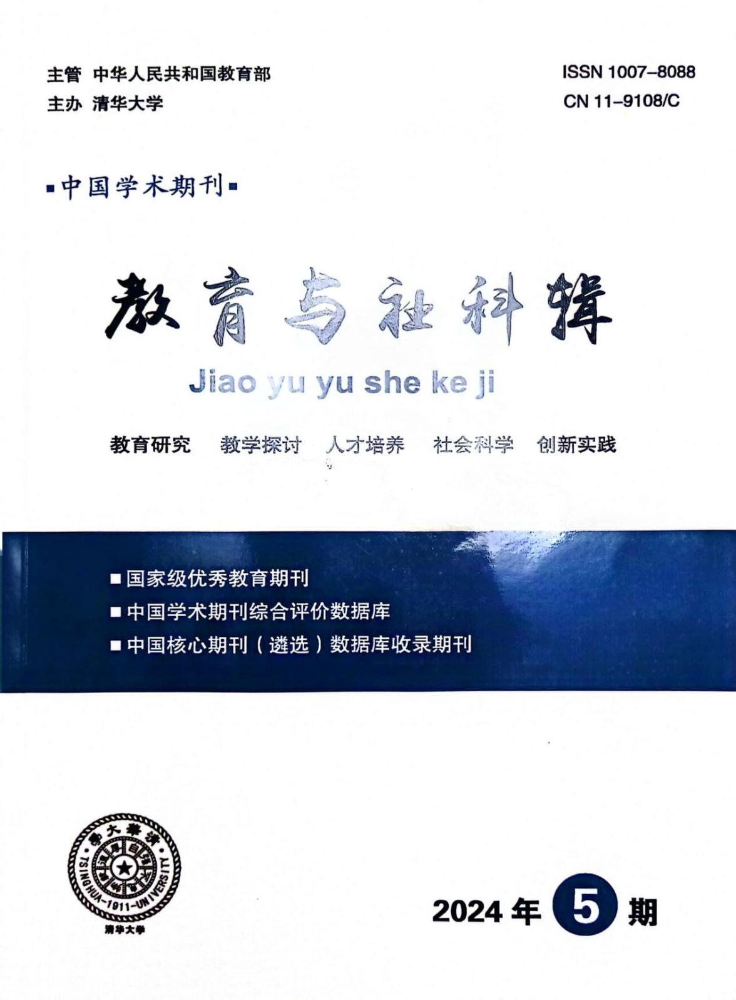 主管 中华人民共和国教育部
主办 清华大学
ISSN 1007-8088
CN 11-9108/C
中国学术期刊
教育与社科辑
Jiao yu yu she ke ji
教育研究 教学探讨 人才培养 社会科学 创新实践
国家级优秀教育期刊
中国学术期刊综合评价数据库
中国核心期刊(遴选)数据库收录期刊
清華大學
TSINGHUA-1911-UNIVERSITY
清华大学
2024 年 5 期